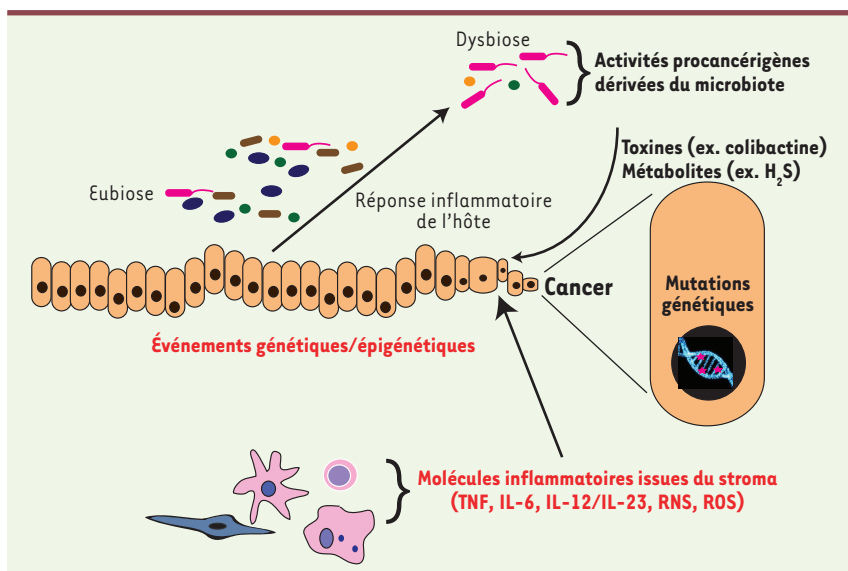 Dysbiose
Activités procancérigènes
dérivées du microbiote
Toxines (ex. colibactine)
Métabolites (ex. H₂S)
Eubiose
Réponse inflammatoire
de l'hôte
Cancer
Mutations
génétiques
Événements génétiques/épigénétiques
Molécules inflammatoires issues du stroma
(TNF, IL-6, IL-12/IL-23, RNS, ROS)